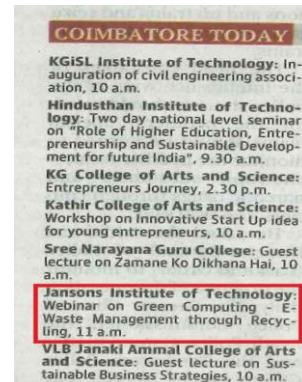 COIMBATORE TODAY
KGiSL Institute of Technology: In-
auguration of civil engineering associ-
ation, 10 a.m.
Hindusthan Institute of Techno-
logy: Two day national level seminar
on "Role of Higher Education, Entre-
preneurship and Sustainable Develop-
ment for future India", 9.30 a.m.
KG College of Arts and Science:
Entrepreneurs Journey, 2.30 p.m.
Kathir College of Arts and Science:
Workshop on Innovative Start Up idea
for young entrepreneurs, 10 a.m.
Sree Narayana Guru College: Guest
lecture on Zamane Ko Dikhana Hai, 10
a.m.
Jansons Institute of Technology:
Webinar on Green Computing - E-
Waste Management through Recyc-
ling, 11 a.m.
VLB Janaki Ammal College of Arts
and Science: Guest lecture on Sus-
tainable Business Strategies, 10 a.m.